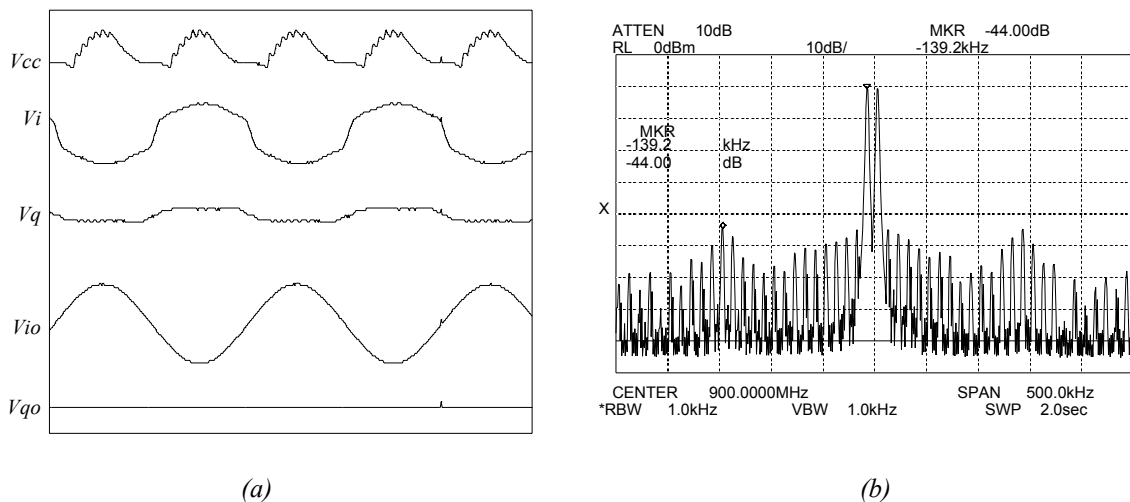 Vcc
Vi
Vq
Vio
Vqo
(a)
ATTEN 10dB MKR -44.00dB
RL 0dBm 10dB/ -139.2kHz
MKR
-139.2 kHz
-44.00 dB
X
CENTER 900.0000MHz SPAN 500.0kHz
*RBW 1.0kHz VBW 1.0kHz SWP 2.0sec
(b)